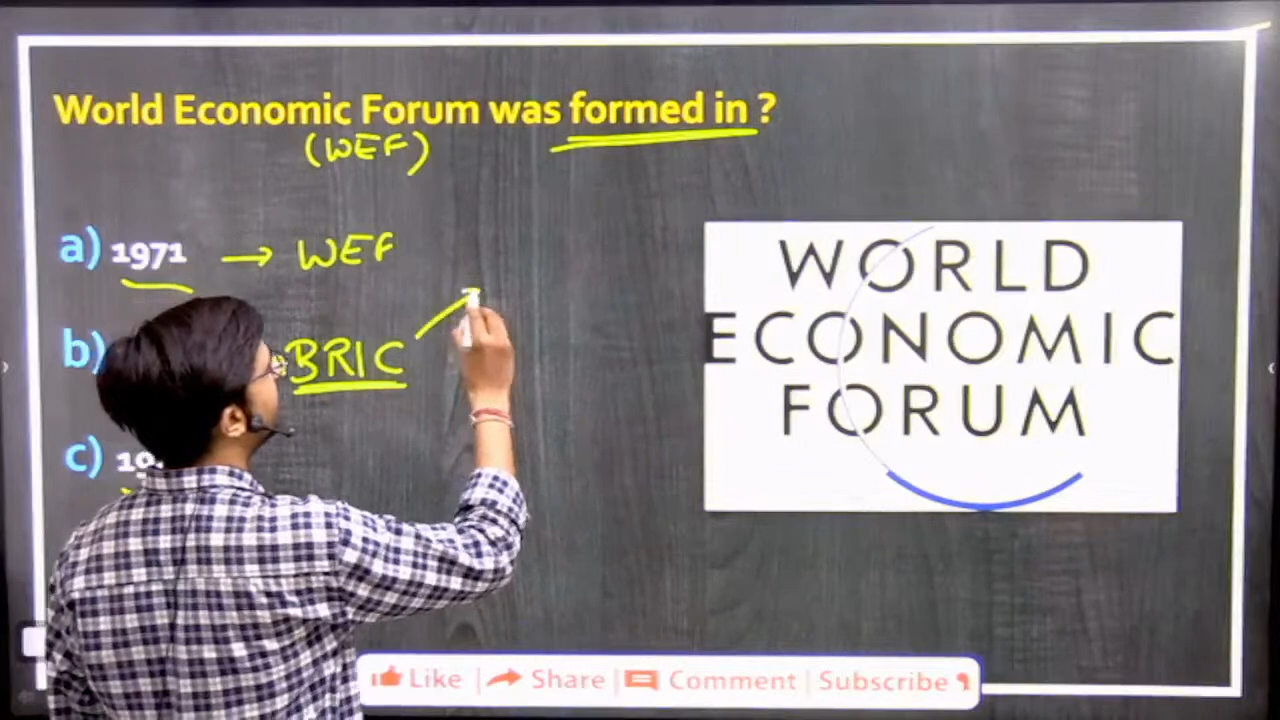 World Economic Forum was formed in ?
(WEF)
a) 1971 → WEF
b) BRIC
c)
WORLD
ECONOMIC
FORUM
Like | Share | Comment | Subscribe